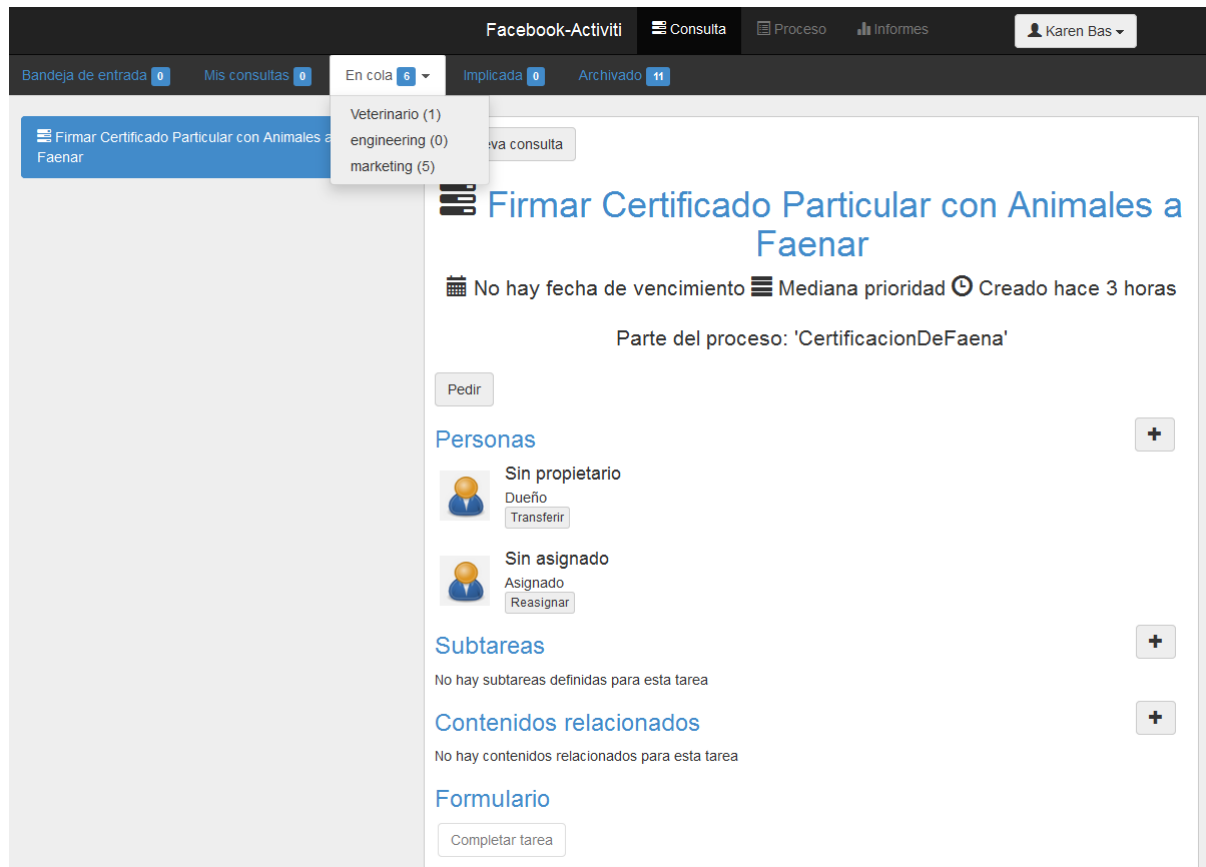 Facebook-Activiti Consulta Proceso Informes Karen Bas
Bandeja de entrada 0 Mis consultas 0 En cola 6 Implicada 0 Archivado 11
Veterinario (1)
engineering (0)
marketing (5)
Firmar Certificado Particular con Animales a
Faenar
eva consulta
Firmar Certificado Particular con Animales a
Faenar
No hay fecha de vencimiento Mediana prioridad Creado hace 3 horas
Parte del proceso: 'CertificacionDeFaena'
Pedir
Personas
Sin propietario
Dueño
Transferir
Sin asignado
Asignado
Reasignar
Subtareas
No hay subtareas definidas para esta tarea
Contenidos relacionados
No hay contenidos relacionados para esta tarea
Formulario
Completar tarea